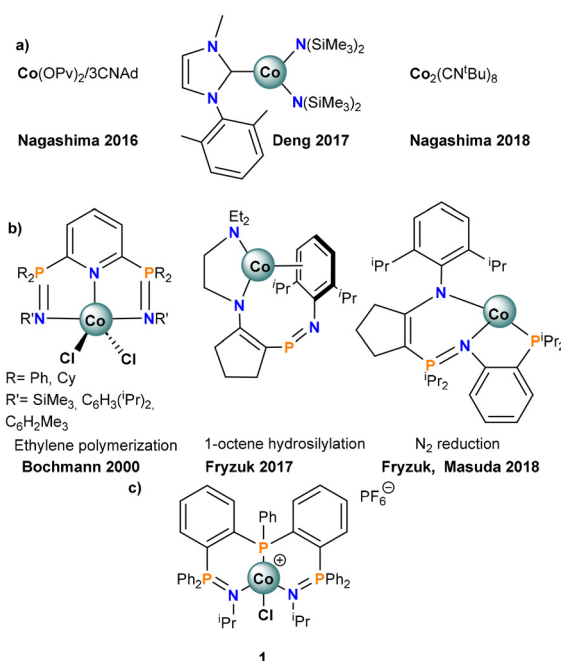 a)
Co(OPv)₂/3CNAd
N
N
Co
N(SiMe₃)₂
N(SiMe₃)₂
Co₂(CNᵗBu)₈
Nagashima 2016
Deng 2017
Nagashima 2018
b)
R₂P
N
PR₂
R'N
Co
NR'
Cl
Cl
R= Ph, Cy
R'= SiMe₃, C₆H₃(ⁱPr)₂,
C₆H₂Me₃
NEt₂
Co
N
ⁱPr
ⁱPr
N
P
ⁱPr
ⁱPr
N
Co
N
PⁱPr₂
P
ⁱPr₂
Ethylene polymerization
Bochmann 2000
1-octene hydrosilylation
Fryzuk 2017
N₂ reduction
Fryzuk, Masuda 2018
c)
PF₆⊖
Ph
P
Ph₂P
Co
⊕
PPh₂
N
Cl
N
ⁱPr
ⁱPr
1